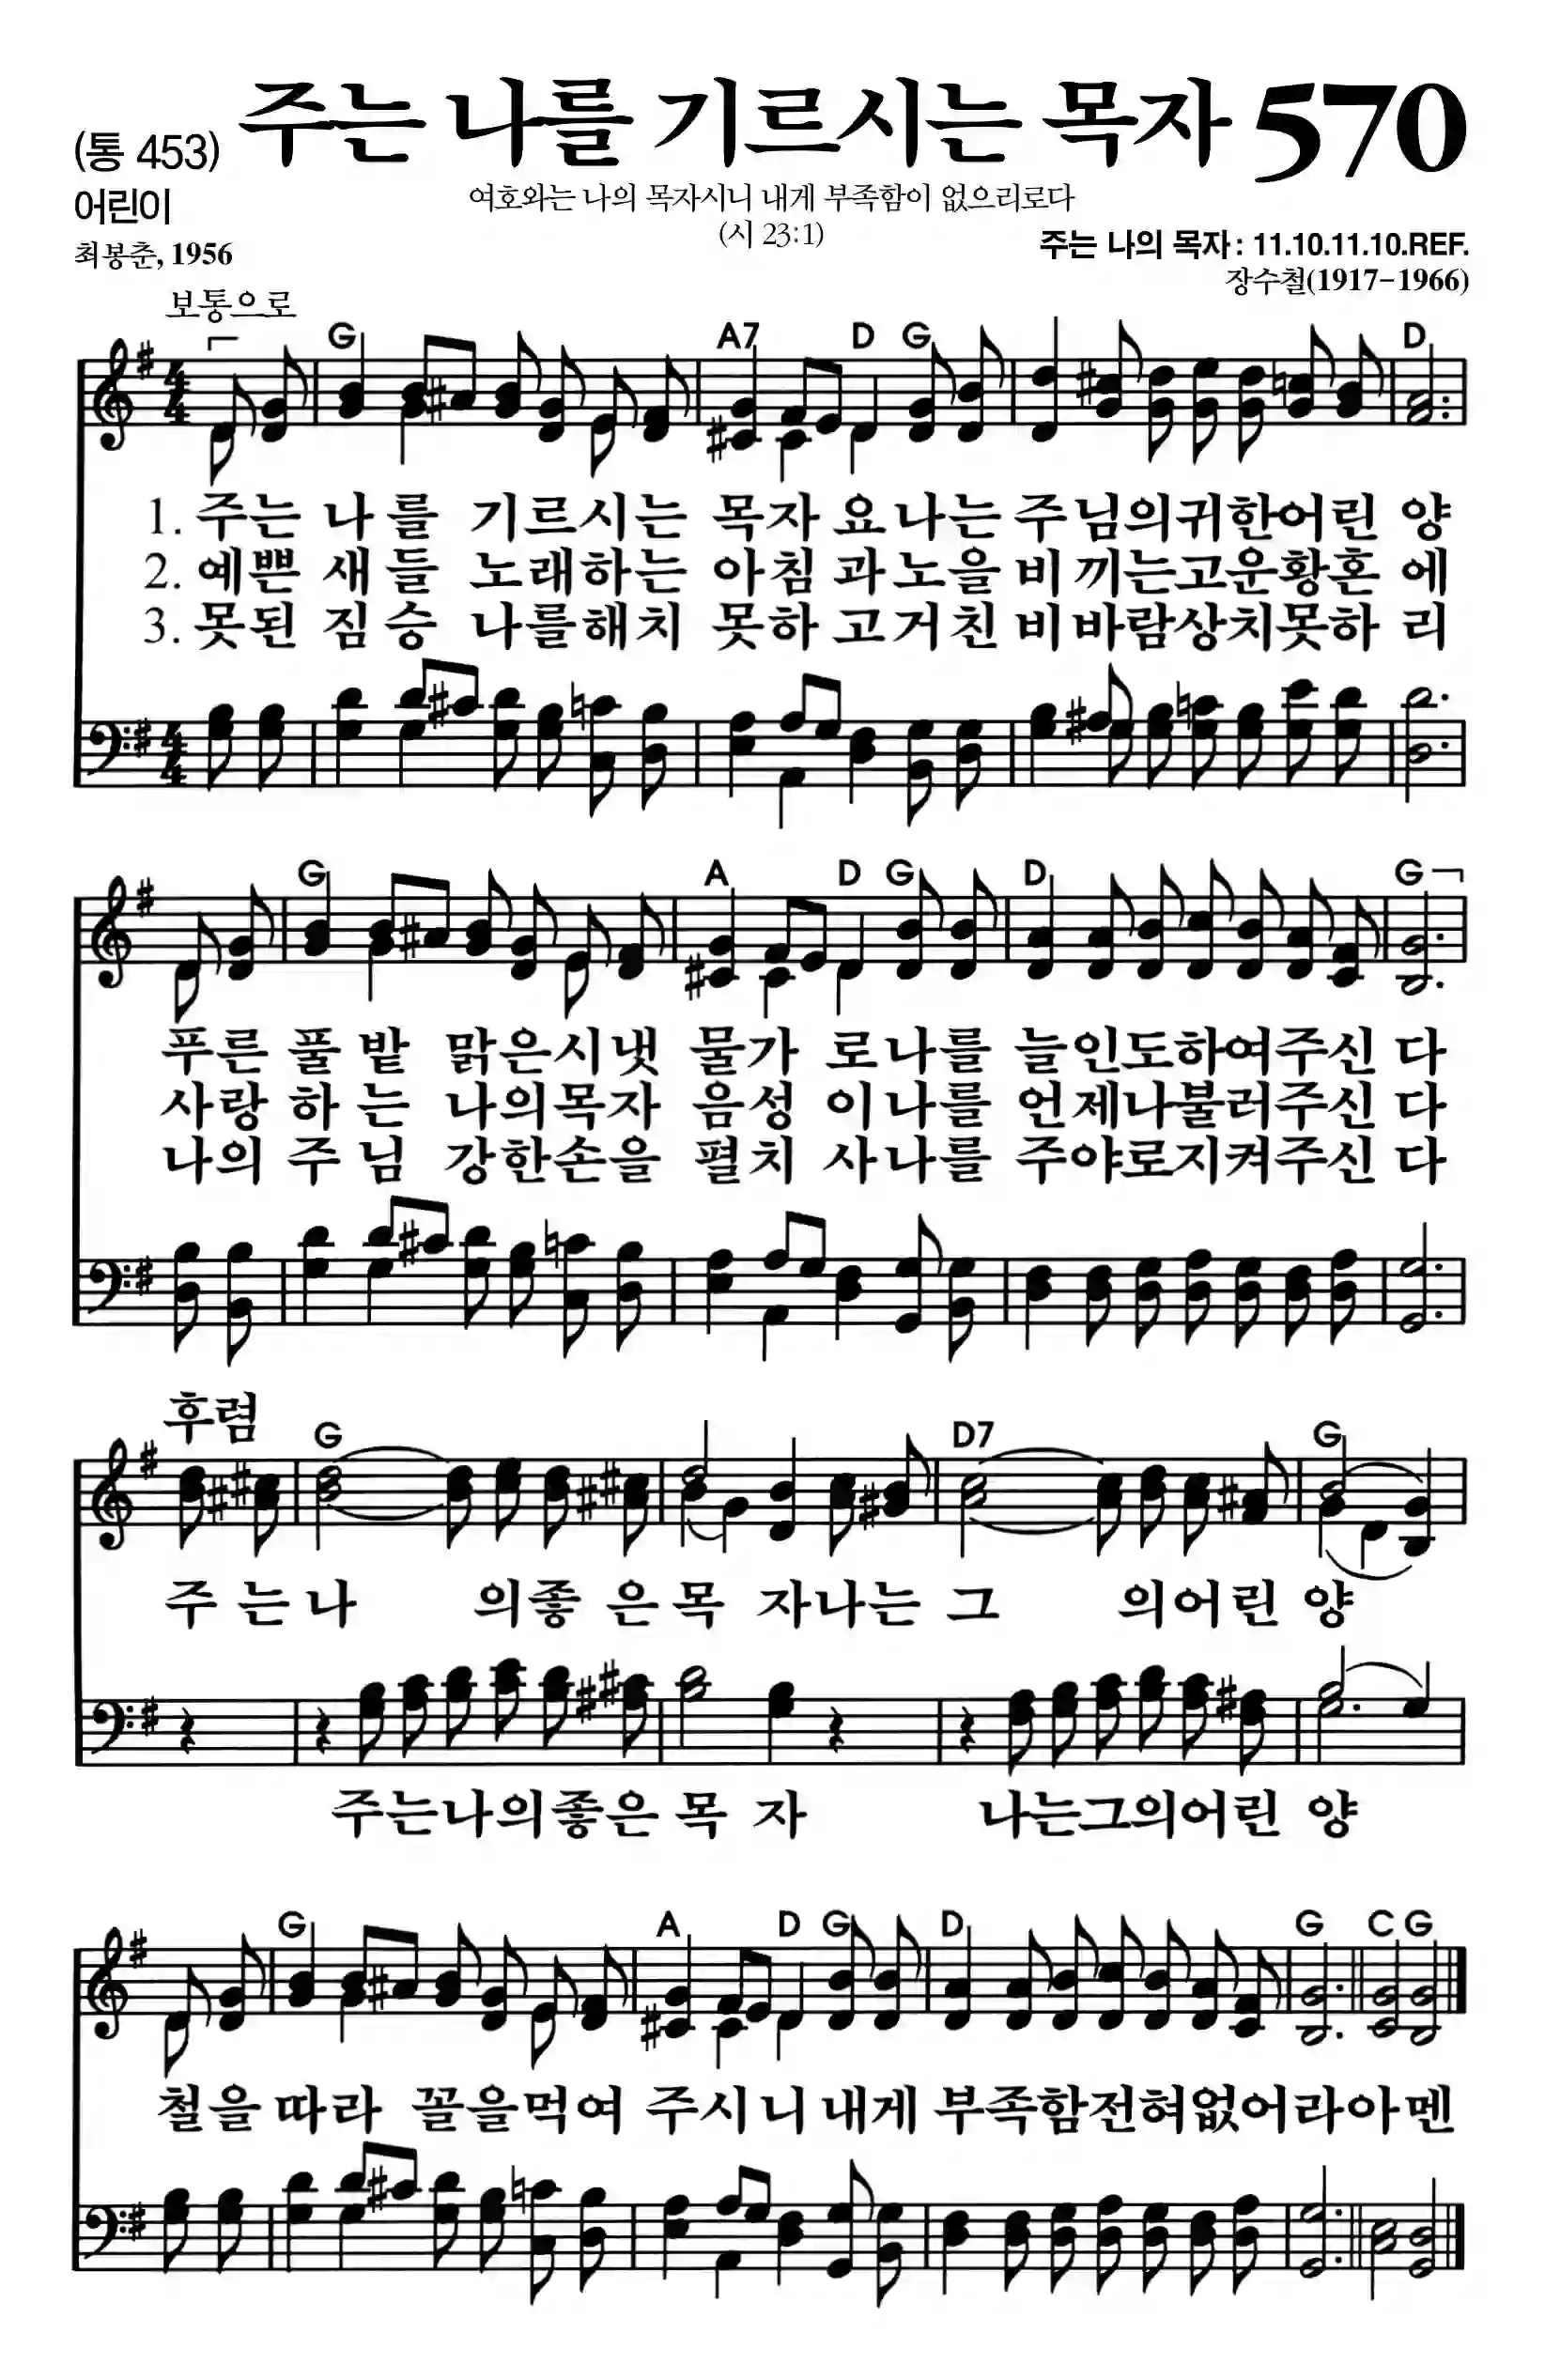 (통 453) 주는 나를 기르시는 목자 570
어린이
여호와는 나의 목자시니 내게 부족함이 없으리로다
(시 23:1)
최봉춘, 1956
주는 나의 목자: 11.10.11.10.REF.
장수철(1917-1966)
보통으로
G A7 D G D
1. 주는 나를 기르시는 목자 요나는 주님의귀한어린 양
2. 예쁜 새들 노래하는 아침 과노을 비끼는고운황혼 에
3. 못된 짐승 나를해치 못하 고거친 비바람상치못하 리
G A D G D G
푸른 풀밭 맑은시냇 물가 로나를 늘인도하여주신 다
사랑 하는 나의목자 음성 이나를 언제나불러주신 다
나의 주님 강한손을 펼치 사나를 주야로지켜주신 다
후렴
G D7 G
주는나 의좋은목 자나는 그 의어린 양
주는나의좋은 목 자 나는그의어린 양
G A D G D G C G
철을 따라 꼴을먹여 주시니 내게 부족함전혀없어라아멘